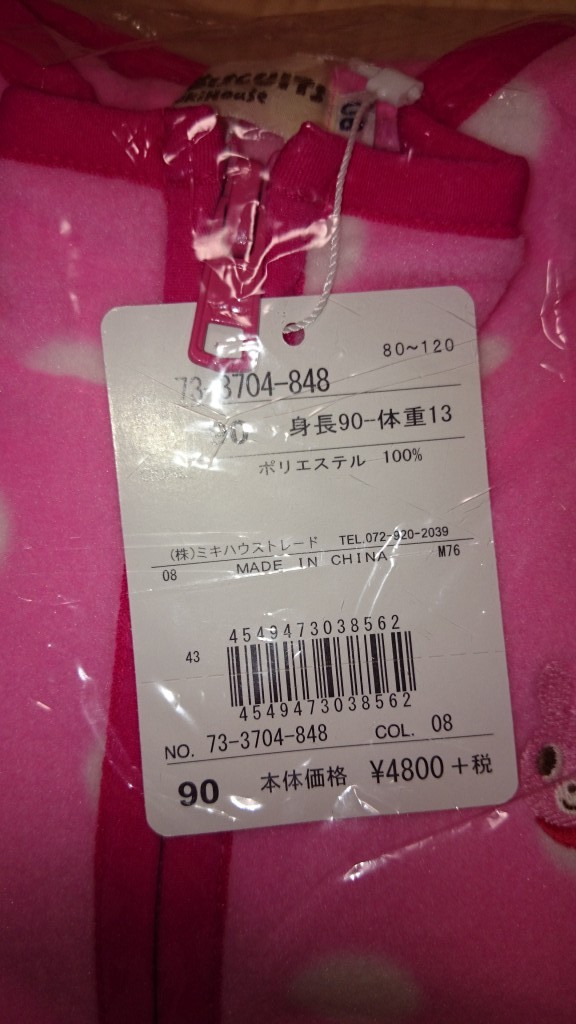 BISCUITS
MikiHouse
80~120
73-3704-848
90 身長90-体重13
ポリエステル 100%
(株)ミキハウストレード TEL.072-920-2039
08 MADE IN CHINA M76
4549473038562
43
4549473038562
NO. 73-3704-848 COL. 08
90 本体価格 ¥4800+税